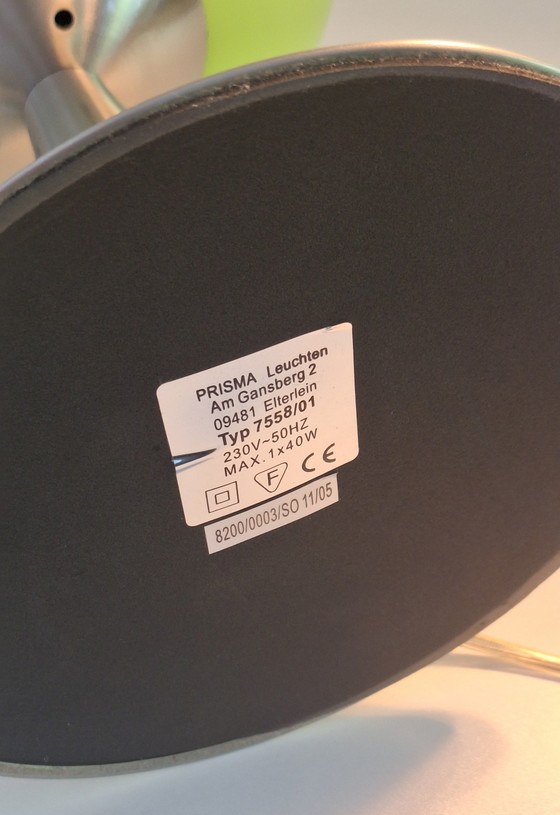 PRISMA Leuchten
Am Gansberg 2
09481 Elterlein
Typ 7558/01
230V~50HZ
MAX.1x40W
F CE
8200/0003/SO 11/05